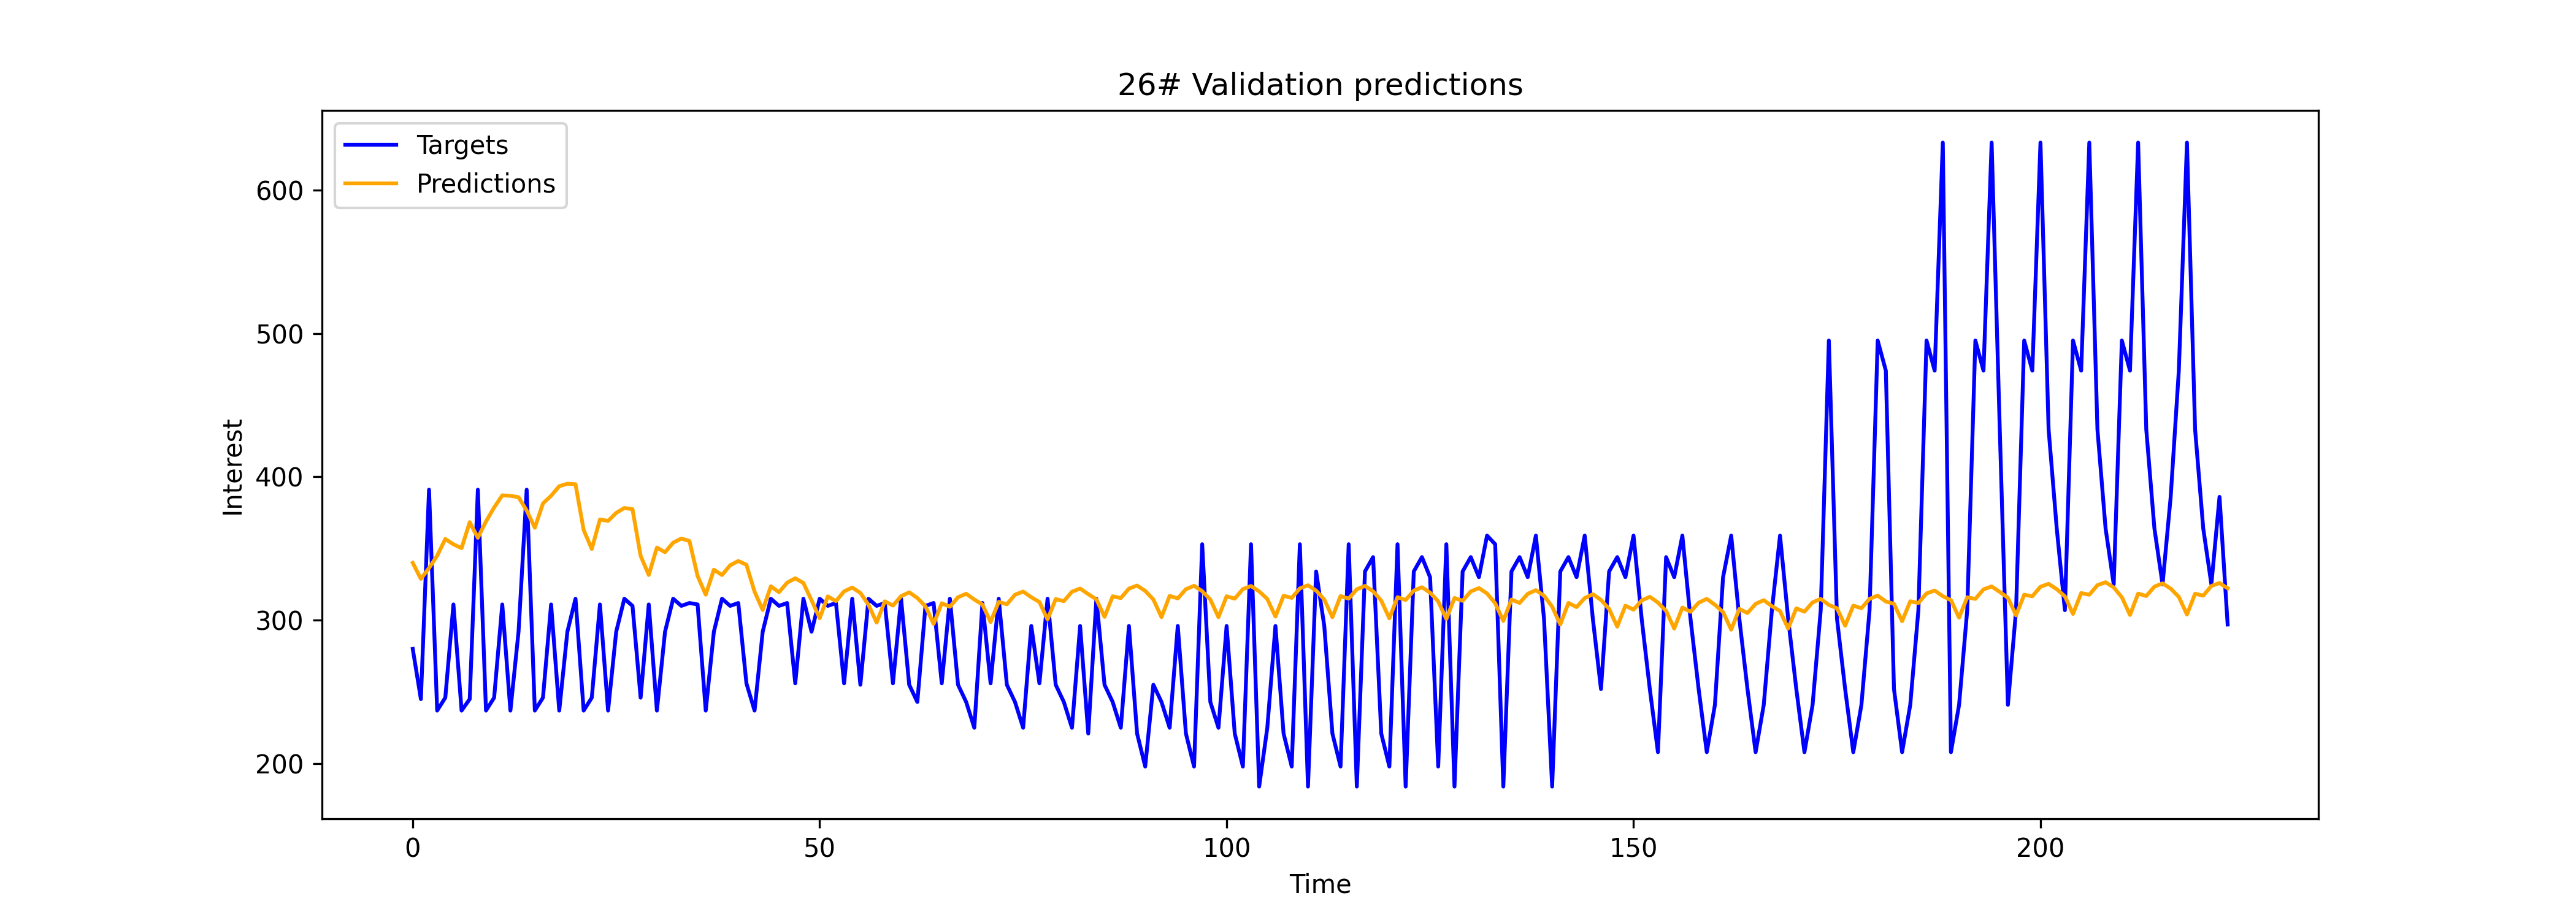 26# Validation predictions
Targets
Predictions
Interest
600
500
400
300
200
0 50 100 150 200
Time